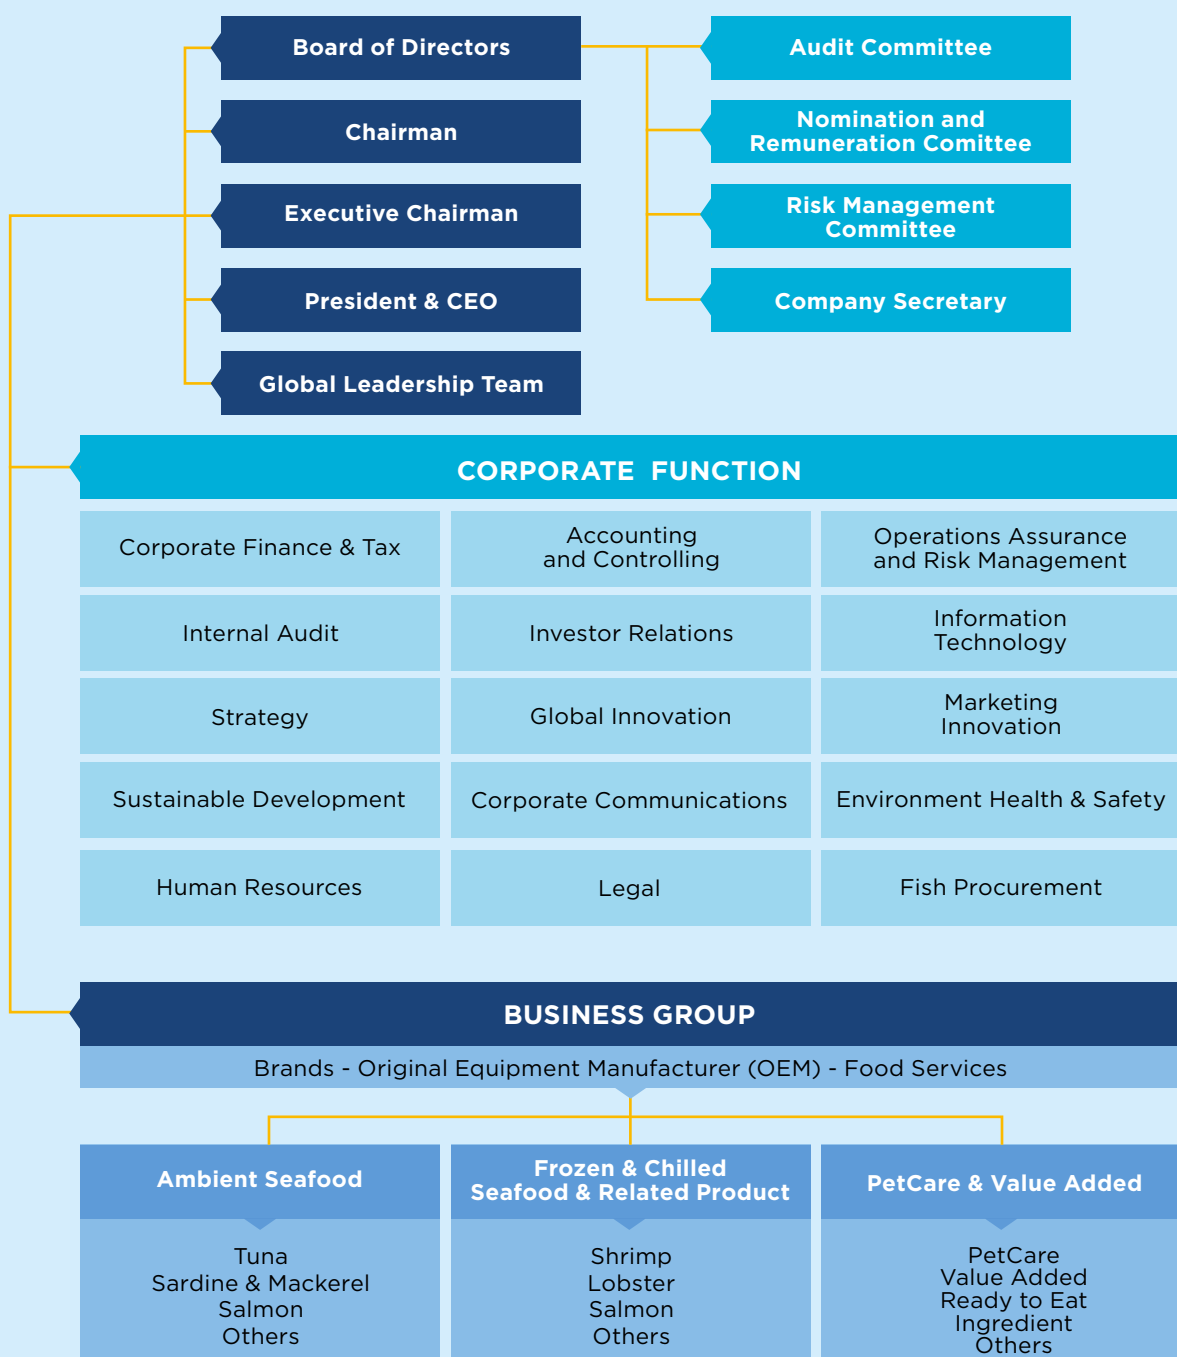 Board of Directors
Audit Committee
Chairman
Nomination and
Remuneration Comittee
Executive Chairman
Risk Management
Committee
President & CEO
Company Secretary
Global Leadership Team
CORPORATE FUNCTION
Corporate Finance & Tax
Accounting
and Controlling
Operations Assurance
and Risk Management
Internal Audit
Investor Relations
Information
Technology
Strategy
Global Innovation
Marketing
Innovation
Sustainable Development
Corporate Communications
Environment Health & Safety
Human Resources
Legal
Fish Procurement
BUSINESS GROUP
Brands - Original Equipment Manufacturer (OEM) - Food Services
Ambient Seafood
Tuna
Sardine & Mackerel
Salmon
Others
Frozen & Chilled
Seafood & Related Product
Shrimp
Lobster
Salmon
Others
PetCare & Value Added
PetCare
Value Added
Ready to Eat
Ingredient
Others